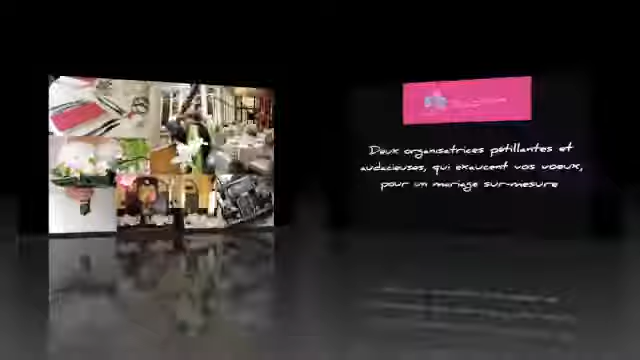 Deux organisatrices pétillantes et
audacieuses, qui exaucent vos voeux,
pour un mariage sur-mesure